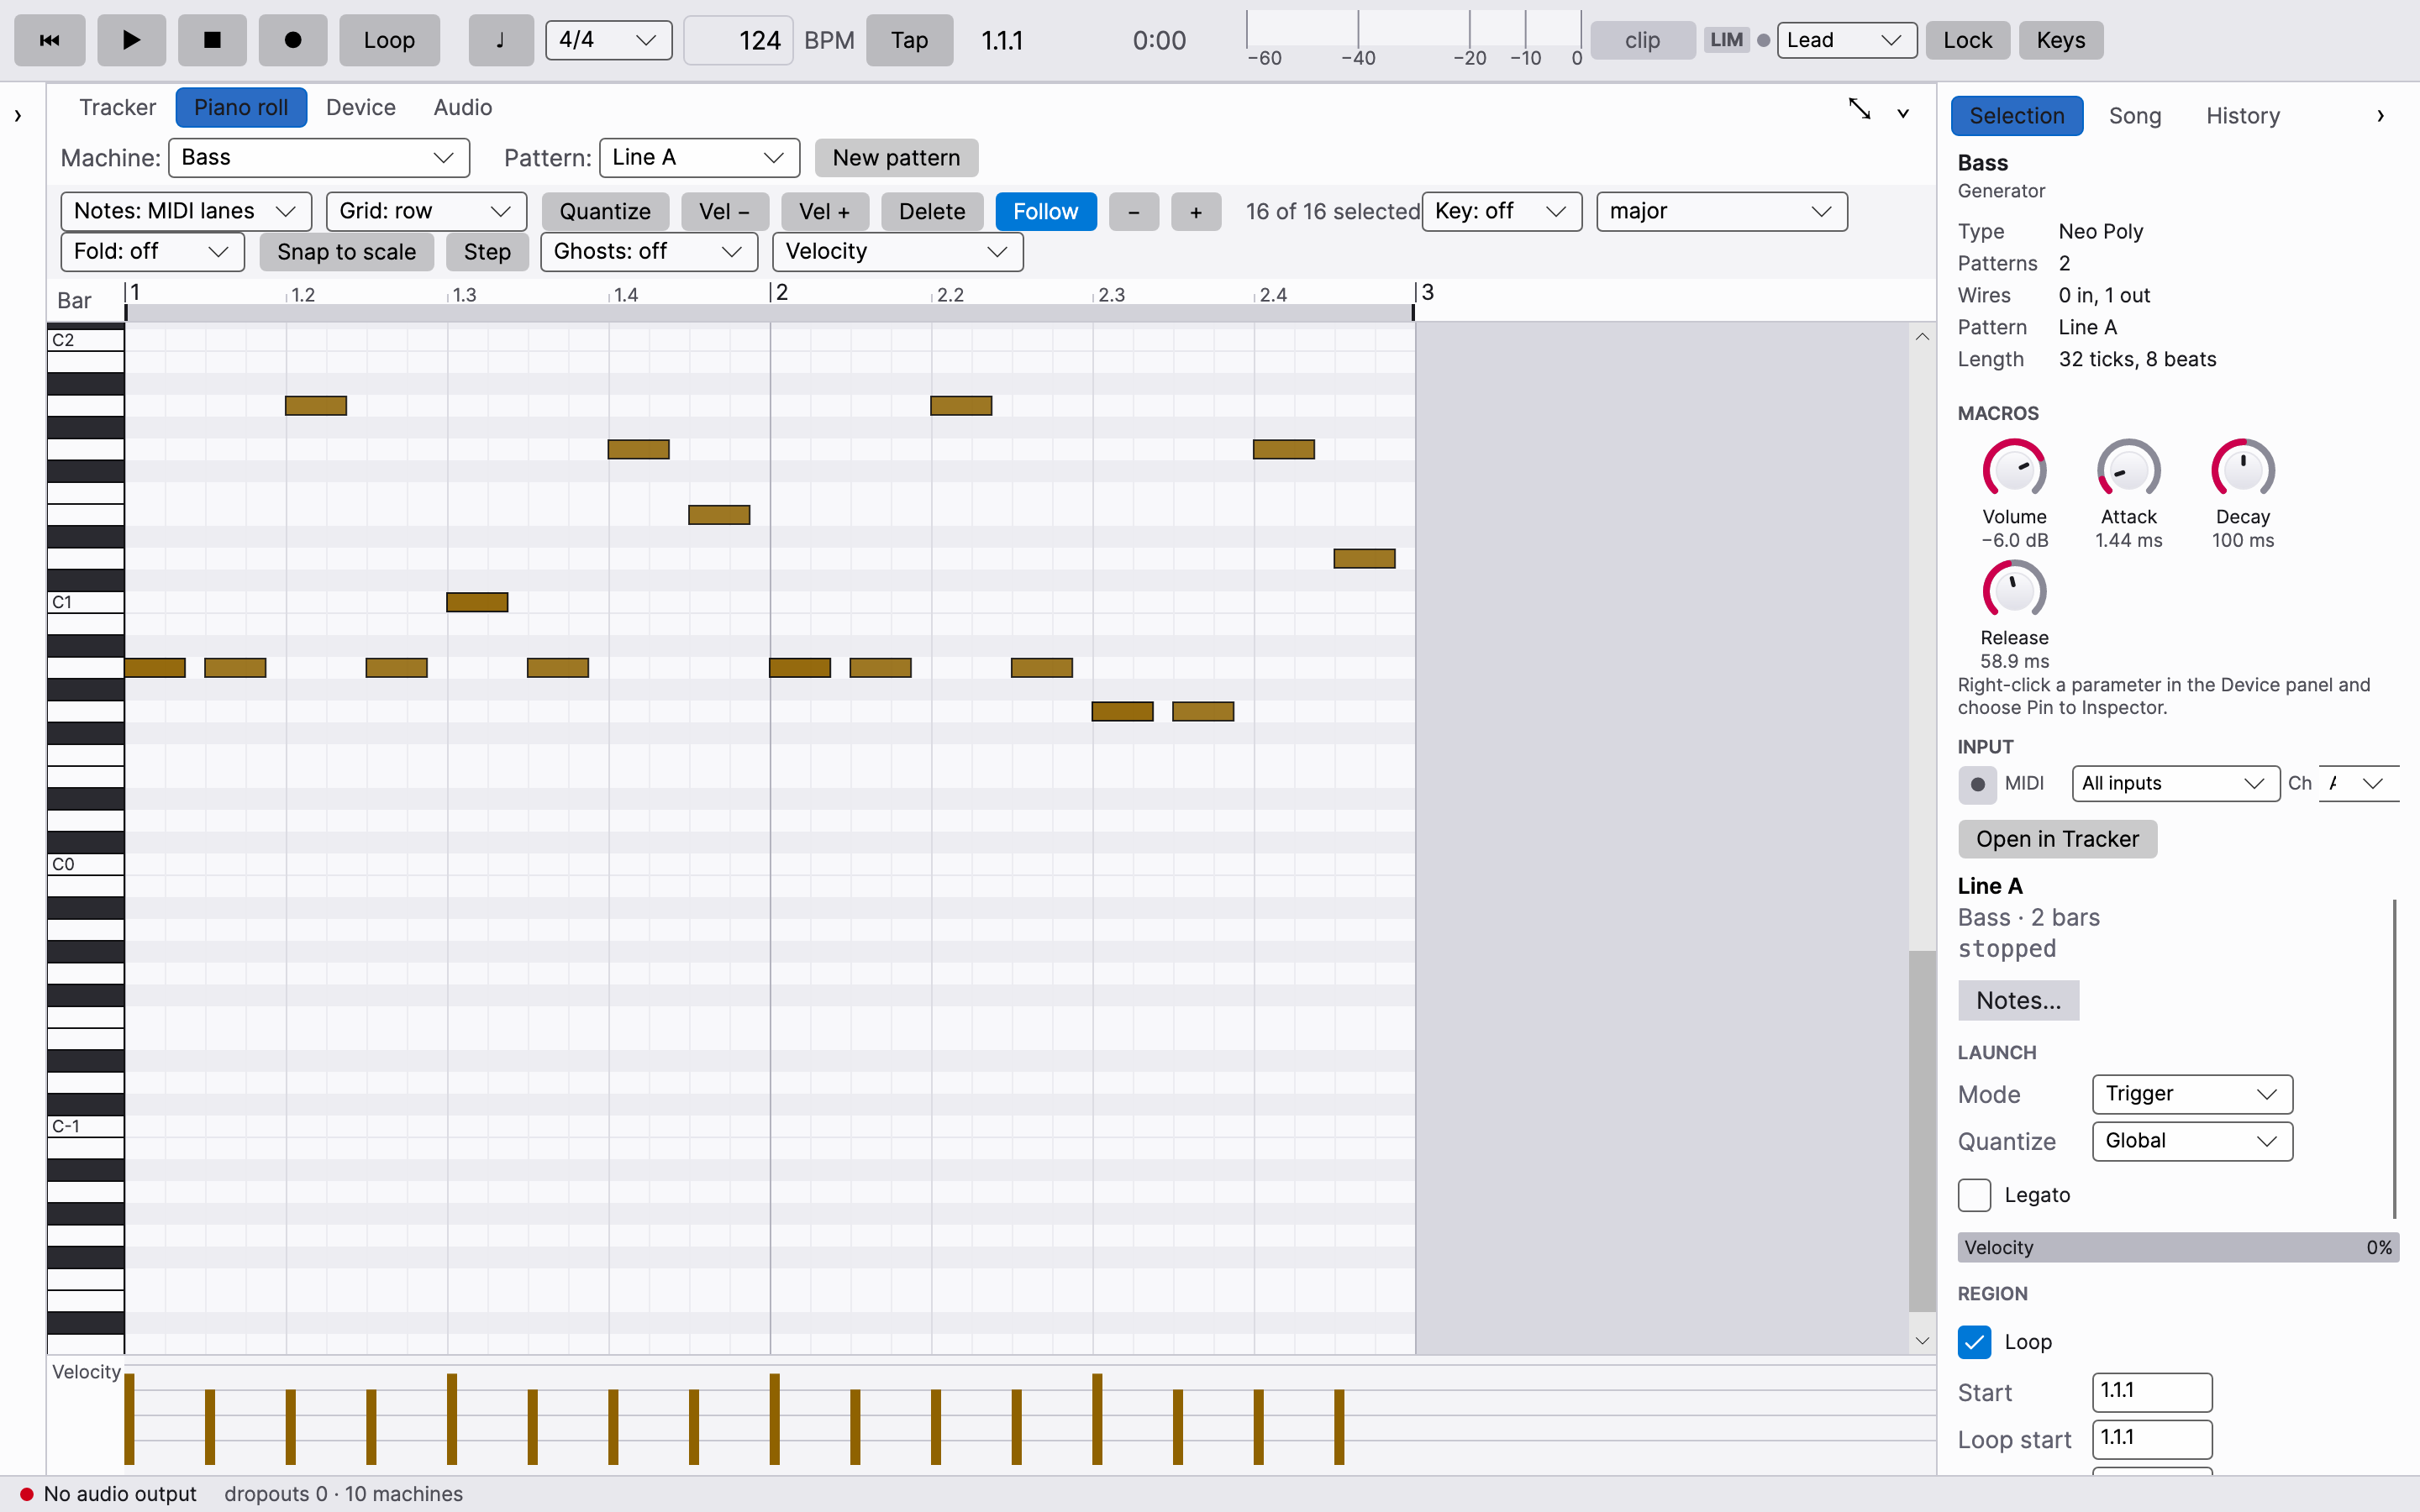 Loop
4/4
124 BPM
Tap
1.1.1
0:00
−60 −40 −20 −10 0
clip
LIM
Lead
Lock
Keys
Tracker
Piano roll
Device
Audio
Machine: Bass
Pattern: Line A
New pattern
Notes: MIDI lanes
Grid: row
Quantize
Vel −
Vel +
Delete
Follow
−
+
16 of 16 selected
Key: off
major
Fold: off
Snap to scale
Step
Ghosts: off
Velocity
Bar
1 1.2 1.3 1.4 2 2.2 2.3 2.4 3
C2
C1
C0
C-1
Velocity
Selection
Song
History
Bass
Generator
Type Neo Poly
Patterns 2
Wires 0 in, 1 out
Pattern Line A
Length 32 ticks, 8 beats
MACROS
Volume Attack Decay
−6.0 dB 1.44 ms 100 ms
Release
58.9 ms
Right-click a parameter in the Device panel and
choose Pin to Inspector.
INPUT
MIDI All inputs Ch
Open in Tracker
Line A
Bass · 2 bars
stopped
Notes...
LAUNCH
Mode Trigger
Quantize Global
Legato
Velocity 0%
REGION
Loop
Start 1.1.1
Loop start 1.1.1
No audio output
dropouts 0 · 10 machines